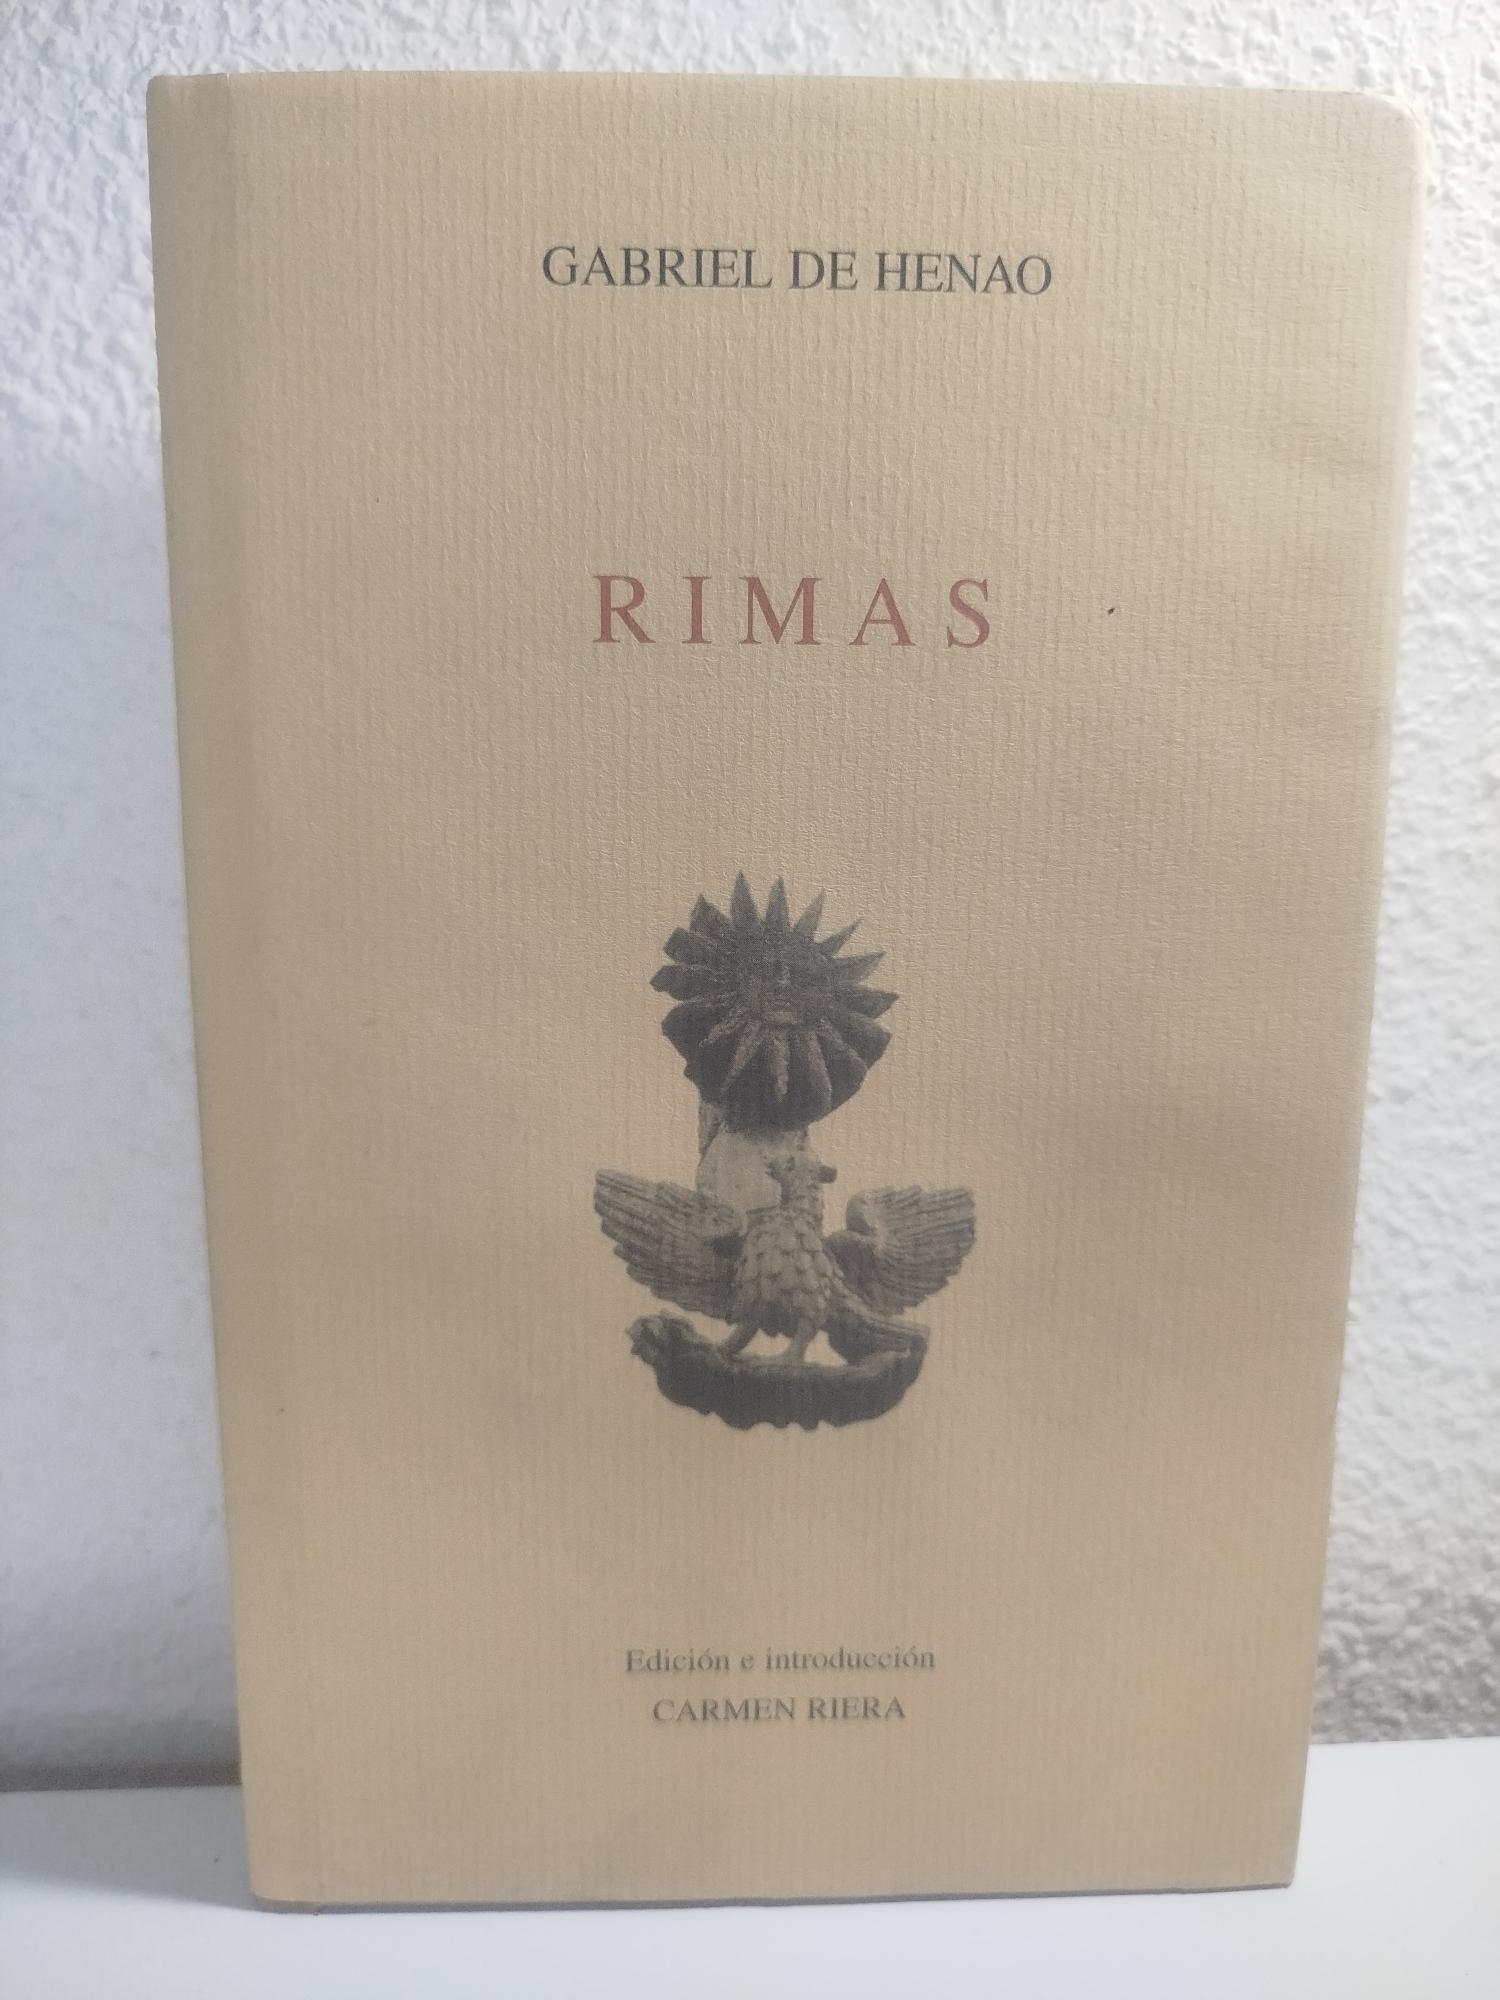 GABRIEL DE HENAO
RIMAS
Edición e introducción
CARMEN RIERA